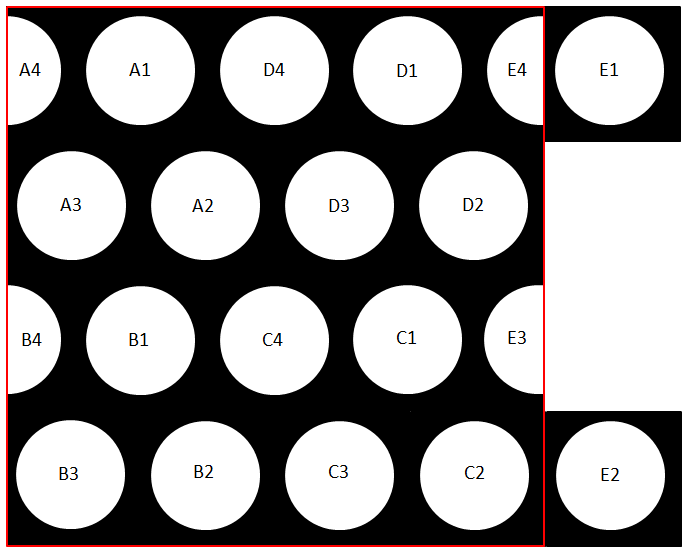 A4 A1 D4 D1 E4 E1
A3 A2 D3 D2
B4 B1 C4 C1 E3
B3 B2 C3 C2 E2